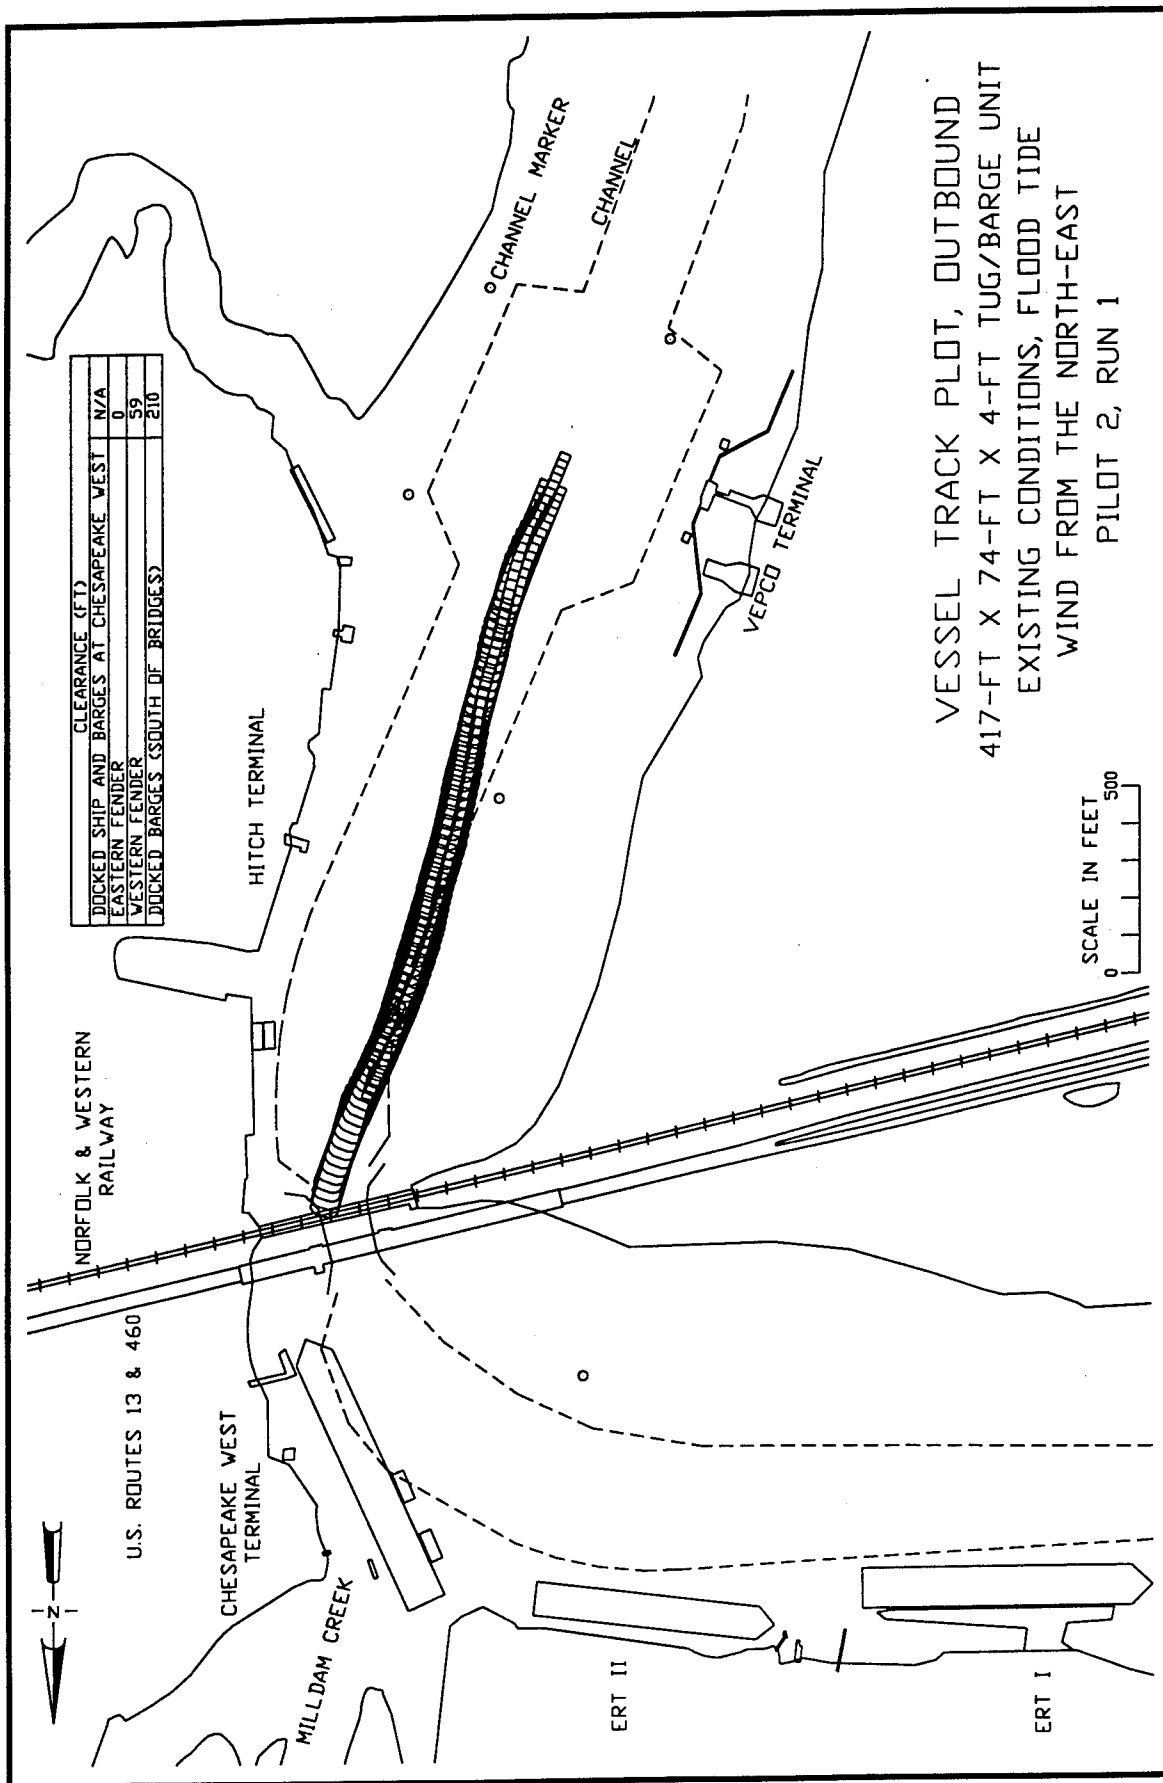 CLEARANCE (FT)
DOCKED SHIP AND BARGES AT CHESAPEAKE WEST N/A
EASTERN FENDER 0
WESTERN FENDER 59
DOCKED BARGES (SOUTH OF BRIDGES) 210
N
U.S. ROUTES 13 & 460
NORFOLK & WESTERN
RAILWAY
HITCH TERMINAL
CHANNEL MARKER
CHANNEL
CHESAPEAKE WEST
TERMINAL
MILLDAM CREEK
VEPCO TERMINAL
ERT II
ERT I
SCALE IN FEET
0 500
VESSEL TRACK PLOT, OUTBOUND
417-FT X 74-FT X 4-FT TUG/BARGE UNIT
EXISTING CONDITIONS, FLOOD TIDE
WIND FROM THE NORTH-EAST
PILOT 2, RUN 1